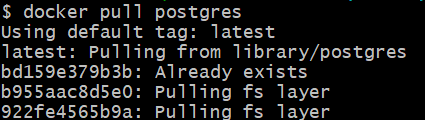 $ docker pull postgres
Using default tag: latest
latest: Pulling from library/postgres
bd159e379b3b: Already exists
b955aac8d5e0: Pulling fs layer
922fe4565b9a: Pulling fs layer